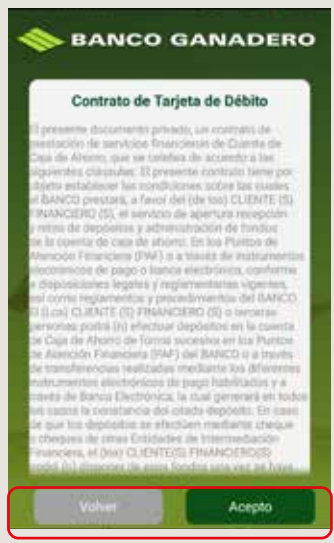 BANCO GANADERO
Contrato de Tarjeta de Débito
El presente documento privado, un contrato de
prestación de servicios financieros de Cuenta de
Caja de Ahorro, que se celebra de acuerdo a las
siguientes cláusulas: El presente contrato tiene por
objeto establecer las condiciones sobre las cuales
el BANCO prestará, a favor del (de los) CLIENTE (S)
FINANCIERO (S), el servicio de apertura recepción
y retiro de depósitos y administración de fondos
de la cuenta de caja de ahorro. En los Puntos de
Atención Financiera (PAF) o a través de instrumentos
electrónicos de pago o banca electrónica, conforme
a disposiciones legales y reglamentarias vigentes,
así como reglamentos y procedimientos del BANCO.
El (Los) CLIENTE (S) FINANCIERO (S) o terceras
personas podrá (n) efectuar depósitos en la cuenta
de Caja de Ahorro de forma sucesiva en los Puntos
de Atención Financiera (PAF) del BANCO o a través
de transferencias realizadas mediante los diferentes
instrumentos electrónicos de pago habilitados y a
través de Banca Electrónica, la cual generará en todos
los casos la constancia del citado depósito. En caso
de que los depósitos se efectúen mediante cheque
o cheques de otras Entidades de Intermediación
Financiera, el (los) CLIENTE(S) FINANCIERO(S)
podrá (n) disponer de esos fondos una vez se haya
Volver
Acepto